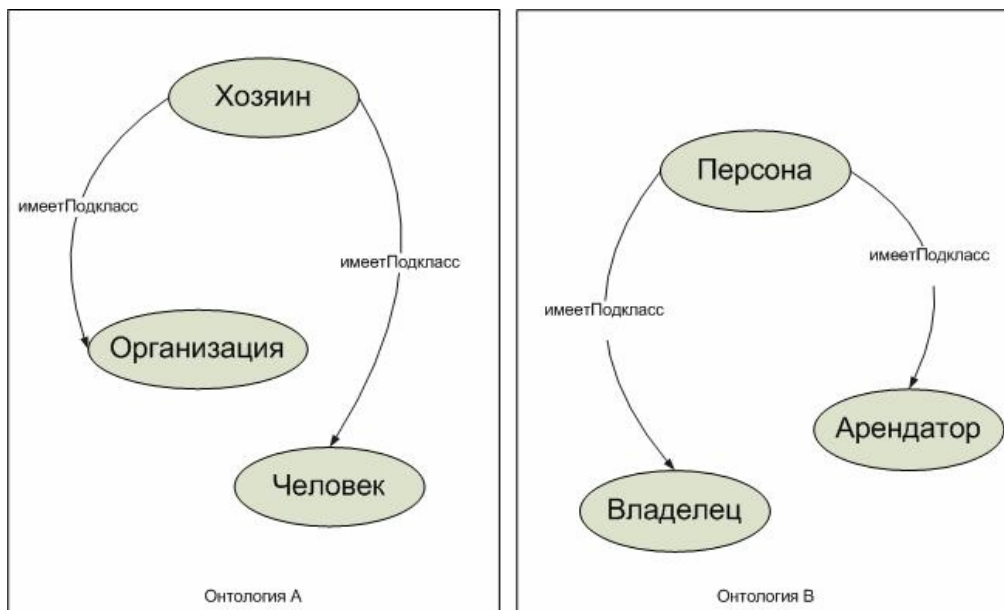 Хозяин
имеетПодкласс
имеетПодкласс
Организация
Человек
Онтология A
Персона
имеетПодкласс
имеетПодкласс
Арендатор
Владелец
Онтология B